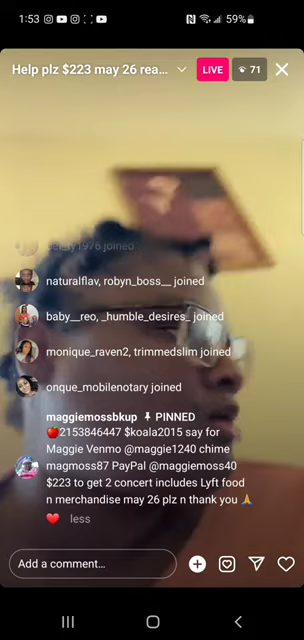 1:53
59%
Help plz $223 may 26 rea...
LIVE
71
joined
naturalflav, robyn_boss__ joined
baby__reo, _humble_desires_ joined
monique_raven2, trimmedslim joined
onque_mobilenotary joined
maggiemossbkup PINNED
🍎2153846447 $koala2015 say for
Maggie Venmo @maggie1240 chime
magmoss87 PayPal @maggiemoss40
$223 to get 2 concert includes Lyft food
n merchandise may 26 plz n thank you 🙏
❤️ less
Add a comment...